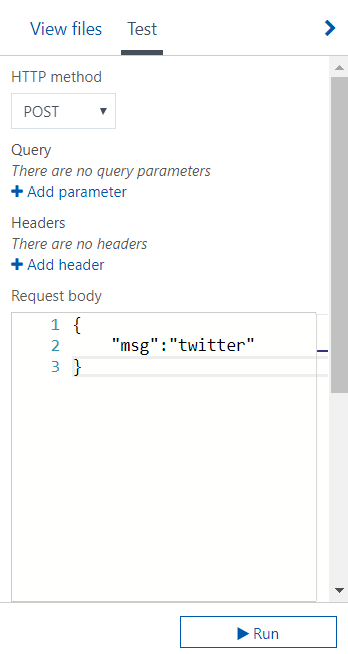 View files Test
HTTP method
POST
Query
There are no query parameters
Add parameter
Headers
There are no headers
Add header
Request body
1 {
2 "msg":"twitter"
3 }
Run